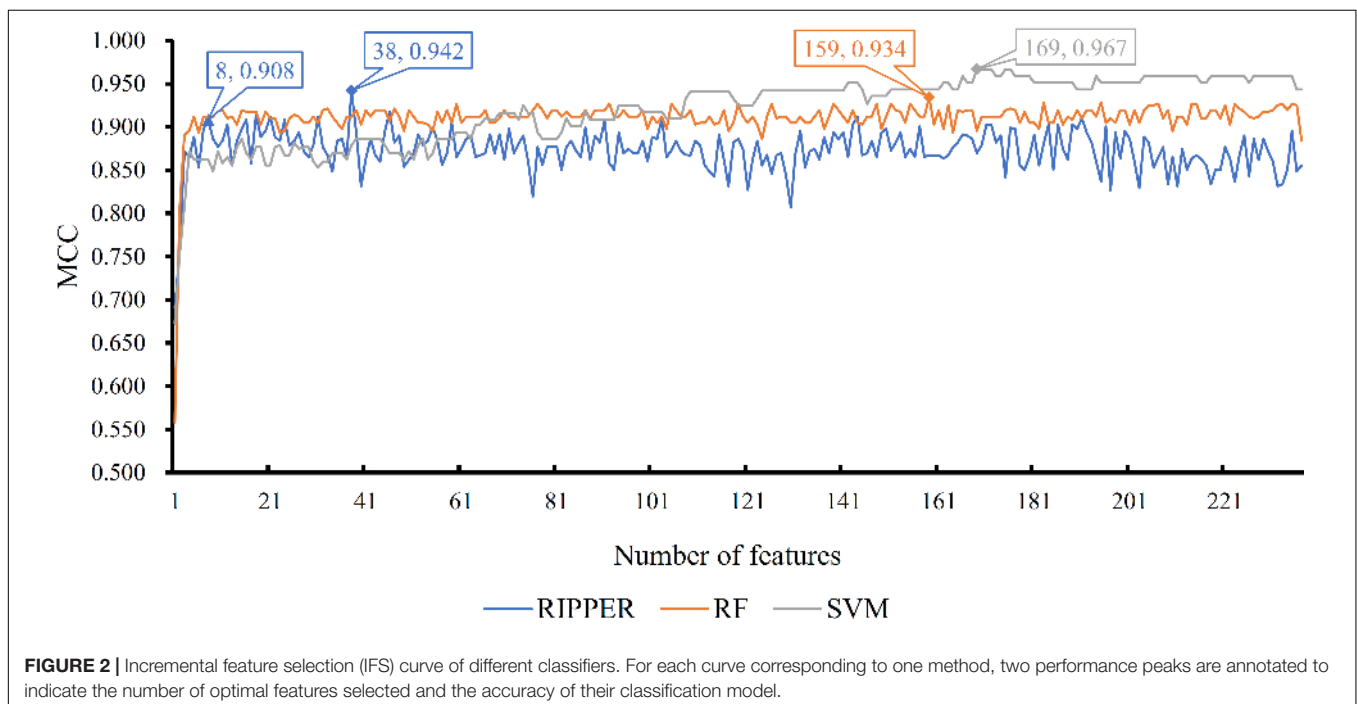 1.000
0.950
0.900
0.850
0.800
0.750
0.700
0.650
0.600
0.550
0.500
MCC
8, 0.908
38, 0.942
159, 0.934
169, 0.967
1 21 41 61 81 101 121 141 161 181 201 221
Number of features
RIPPER RF SVM
FIGURE 2 | Incremental feature selection (IFS) curve of different classifiers. For each curve corresponding to one method, two performance peaks are annotated to
indicate the number of optimal features selected and the accuracy of their classification model.